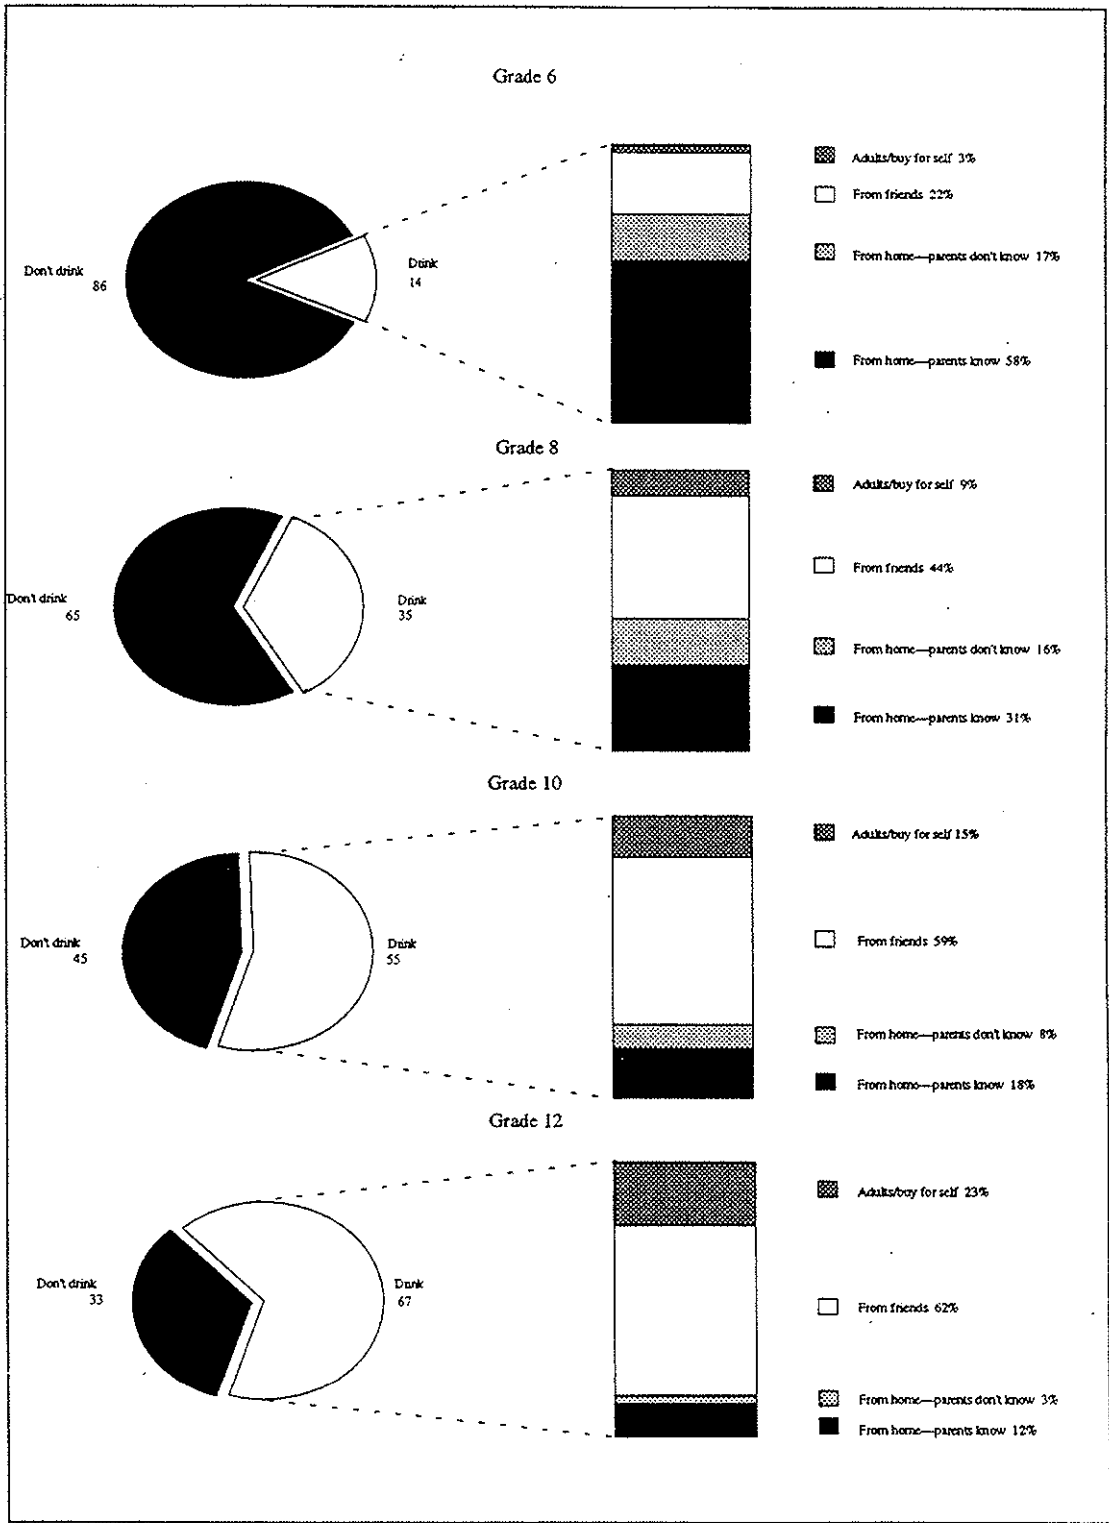 Grade 6
Adults/buy for self 3%
From friends 22%
Don't drink
86
Drink
14
From home—parents don't know 17%
From home—parents know 58%
Grade 8
Adults/buy for self 9%
From friends 44%
Don't drink
65
Drink
35
From home—parents don't know 16%
From home—parents know 31%
Grade 10
Adults/buy for self 15%
From friends 59%
Don't drink
45
Drink
55
From home—parents don't know 8%
From home—parents know 18%
Grade 12
Adults/buy for self 23%
Don't drink
33
Drink
67
From friends 62%
From home—parents don't know 3%
From home—parents know 12%